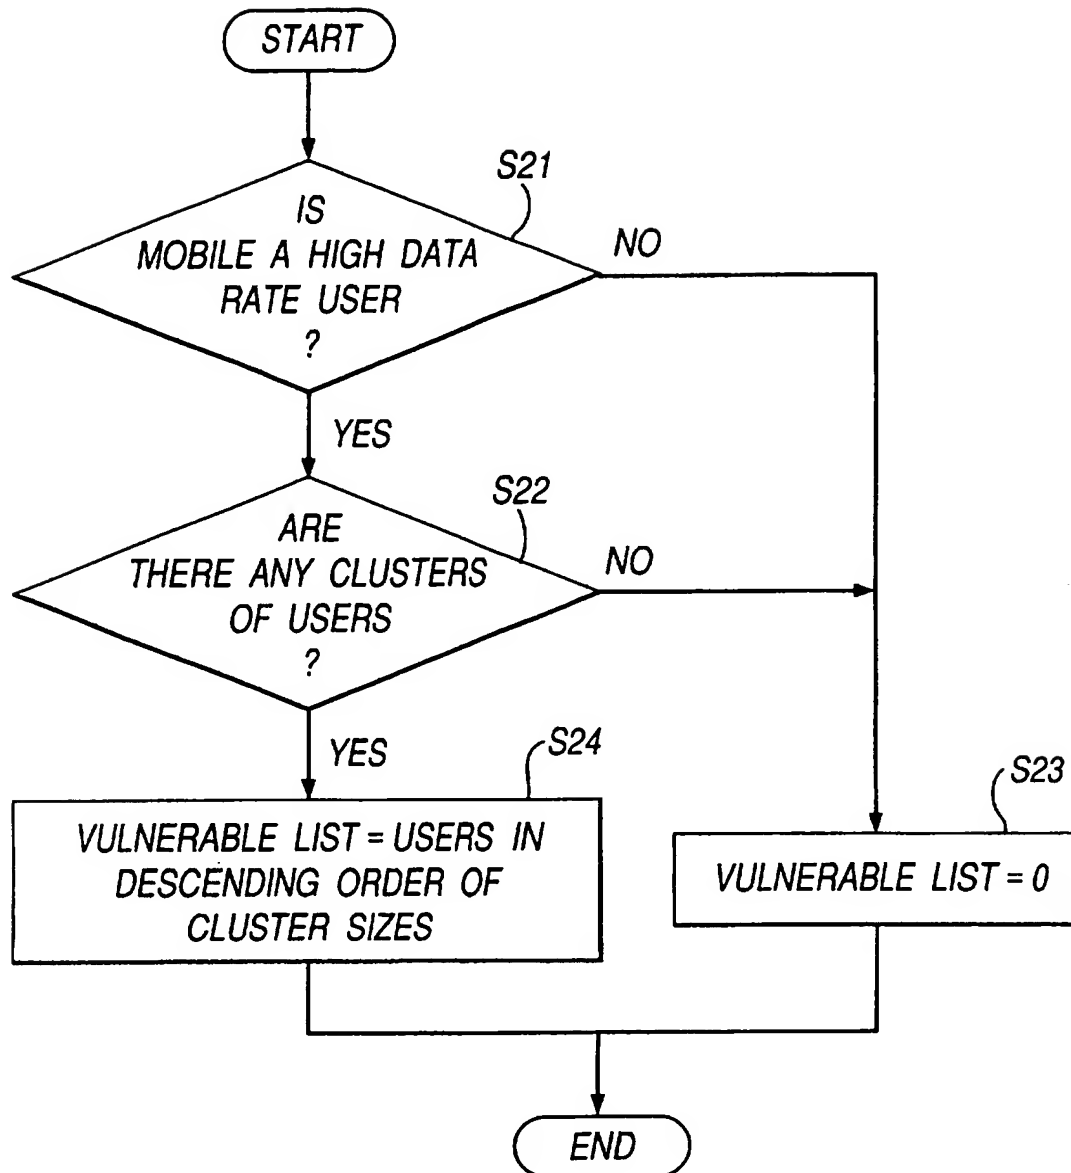 START
S21
IS
MOBILE A HIGH DATA
RATE USER
?
NO
YES
S22
ARE
THERE ANY CLUSTERS
OF USERS
?
NO
YES
S24
VULNERABLE LIST = USERS IN
DESCENDING ORDER OF
CLUSTER SIZES
S23
VULNERABLE LIST = 0
END